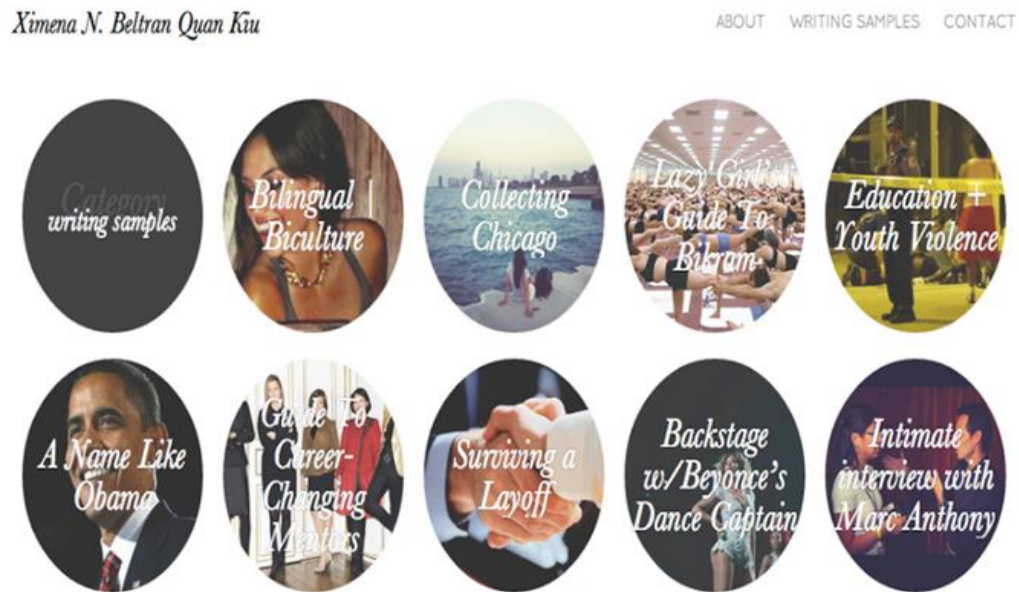 Ximena N. Beltran Quan Kiu
ABOUT WRITING SAMPLES CONTACT
Category
writing samples
Bilingual |
Biculture
Collecting
Chicago
Lazy Girl's
Guide To
Bikram
Education +
Youth Violence
A Name Like
Obama
Guide To
Career-
Changing
Mentors
Surviving a
Layoff
Backstage
w/Beyonce's
Dance Captain
Intimate
interview with
Marc Anthony